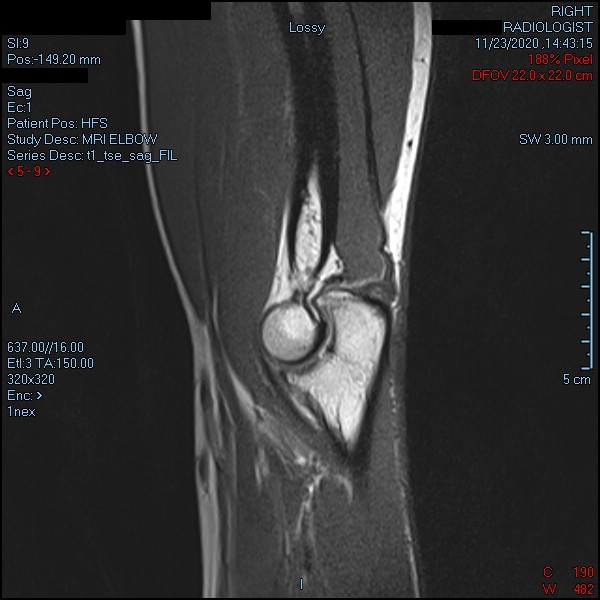 Lossy
RIGHT
RADIOLOGIST
11/23/2020 ,14:43:15
188% Pixel
DFOV 22.0 x 22.0 cm
SW 3.00 mm
SI:9
Pos:-149.20 mm
Sag
Ec:1
Patient Pos: HFS
Study Desc: MRI ELBOW
Series Desc: t1_tse_sag_FIL
< 5 - 9 >
A
637.00//16.00
Etl:3 TA:150.00
320x320
Enc: >
1nex
5 cm
I
C 190
W 482